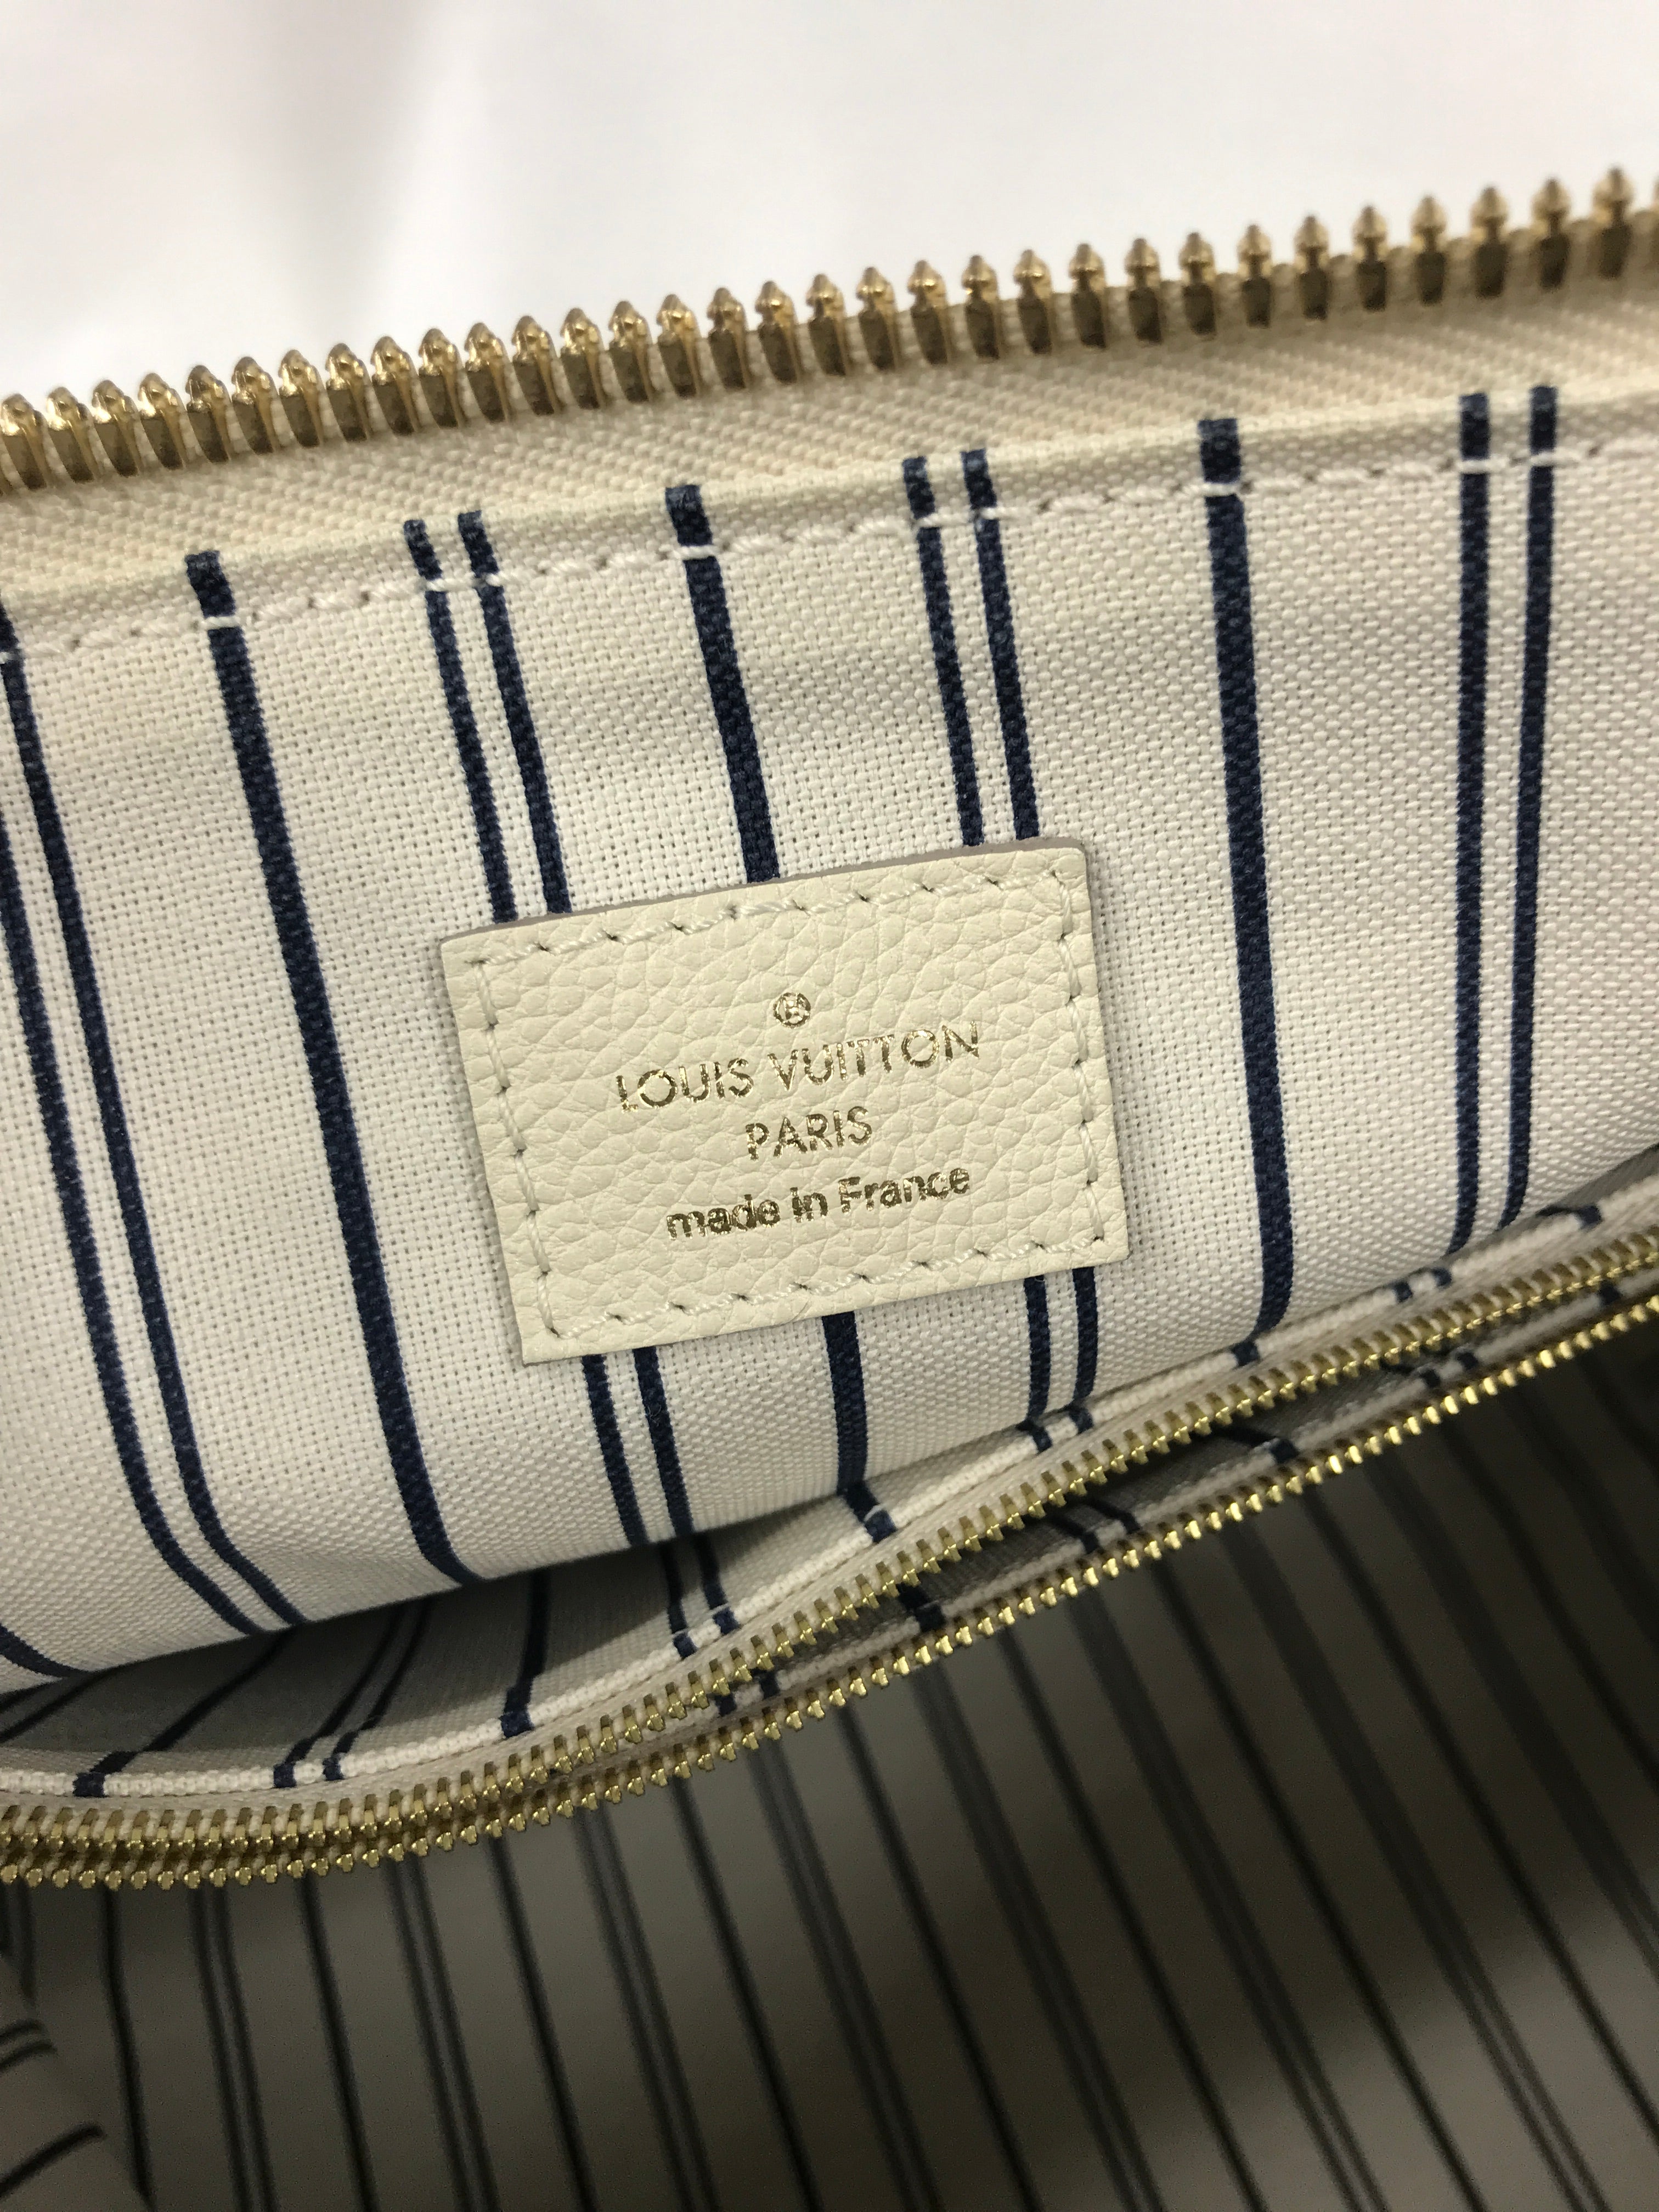 ® 
LOUIS VUITTON
PARIS
made in France